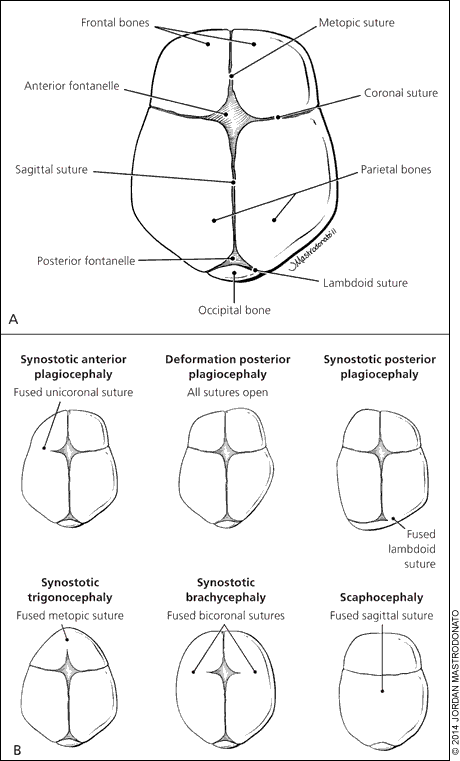 Frontal bones
Metopic suture
Anterior fontanelle
Coronal suture
Sagittal suture
Parietal bones
Posterior fontanelle
Lambdoid suture
Occipital bone
JMastrodonato11
A
Synostotic anterior
plagiocephaly
Fused unicoronal suture
Deformation posterior
plagiocephaly
All sutures open
Synostotic posterior
plagiocephaly
Fused
lambdoid
suture
Synostotic
trigonocephaly
Fused metopic suture
Synostotic
brachycephaly
Fused bicoronal sutures
Scaphocephaly
Fused sagittal suture
B
© 2014 JORDAN MASTRODONATO